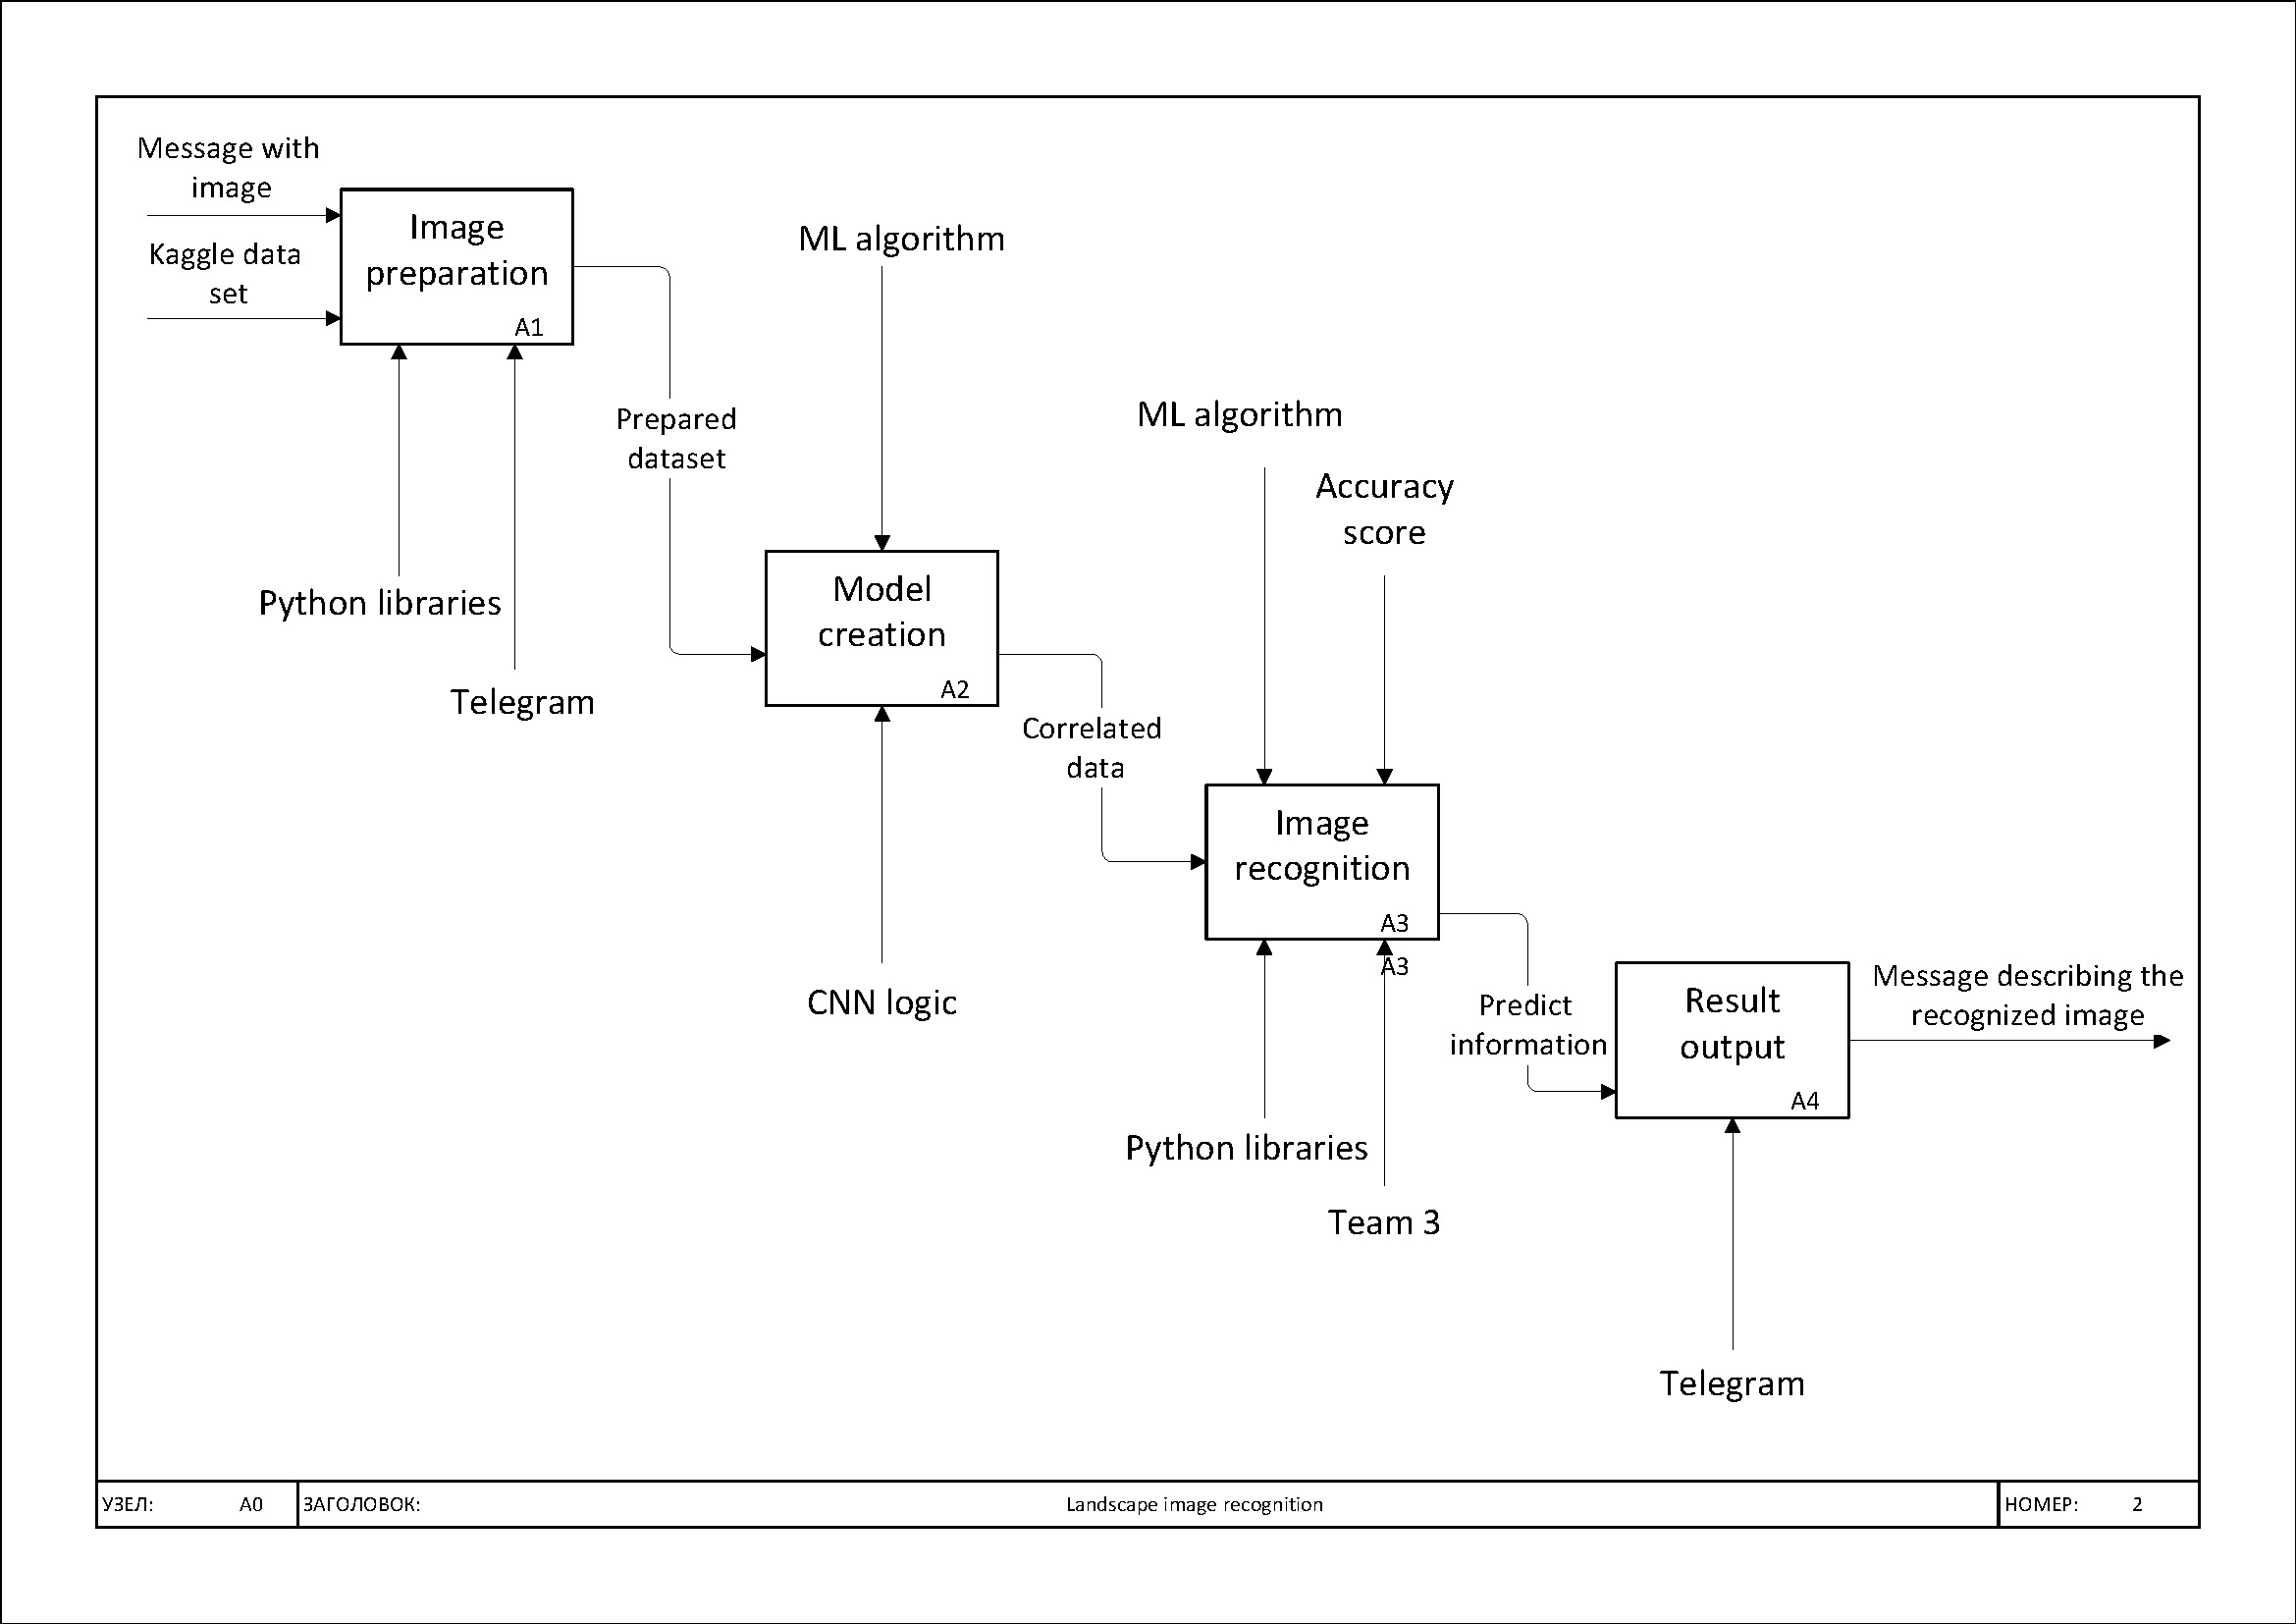 Message with
image
Kaggle data
set
Image
preparation
A1
ML algorithm
Prepared
dataset
Python libraries
Telegram
ML algorithm
Accuracy
score
Model
creation
A2
Correlated
data
CNN logic
Image
recognition
A3
A3
Predict
information
Python libraries
Team 3
Result
output
A4
Message describing the
recognized image
Telegram
УЗЕЛ: A0
ЗАГОЛОВОК: Landscape image recognition
НОМЕР: 2